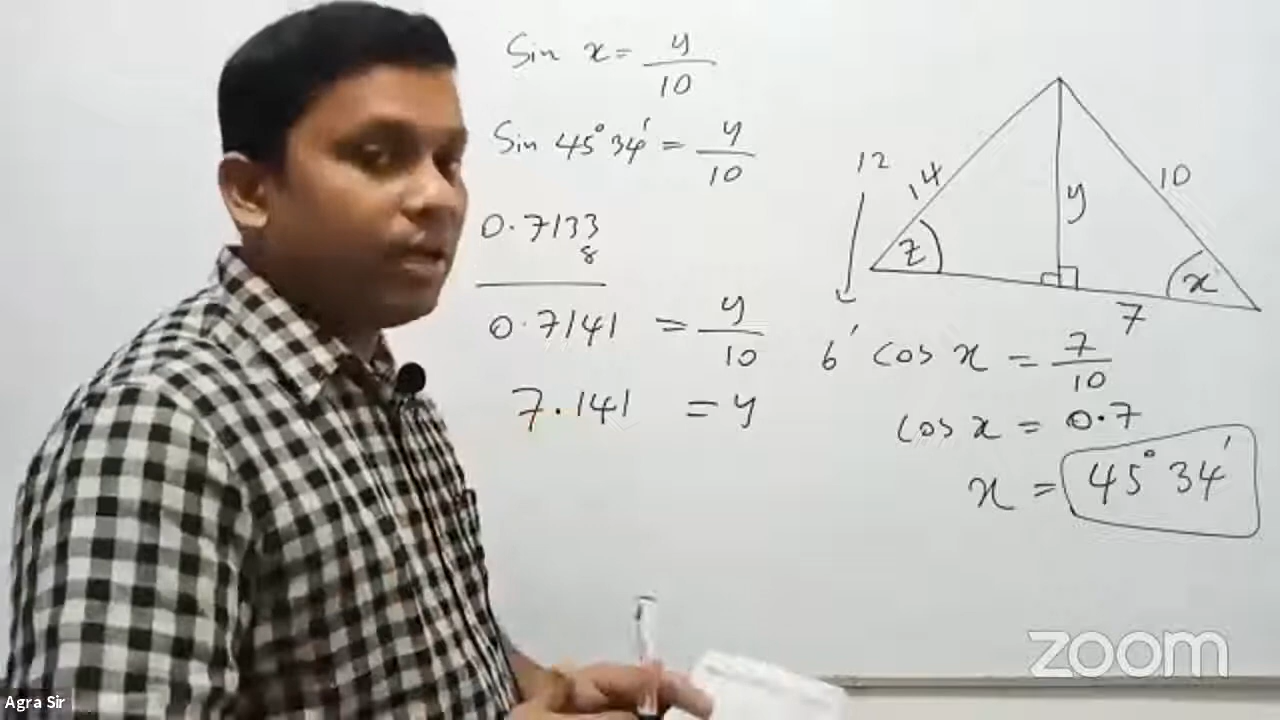 Sin x = y/10
Sin 45° 34' = y/10
0.7133
8
0.7141 = y/10
7.141 = y
12
14
y
10
z
x
7
6' cos x = 7/10
cos x = 0.7
x = 45° 34'
zoom
Agra Sir